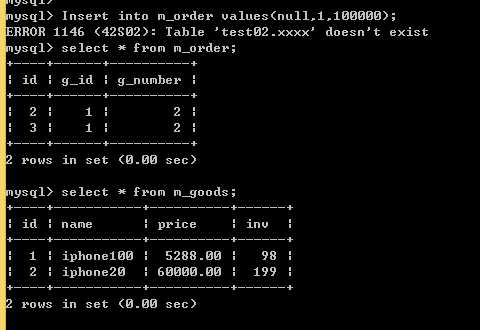 mysql> Insert into m_order values(null,1,100000);
ERROR 1146 (42S02): Table 'test02.xxxx' doesn't exist
mysql> select * from m_order;
+----+------+----------+
| id | g_id | g_number |
+----+------+----------+
|  2 |    1 |        2 |
|  3 |    1 |        2 |
+----+------+----------+
2 rows in set (0.00 sec)
mysql> select * from m_goods;
+----+-----------+----------+------+
| id | name      | price    | inv  |
+----+-----------+----------+------+
|  1 | iphone100 |  5288.00 |   98 |
|  2 | iphone20  | 60000.00 |  199 |
+----+-----------+----------+------+
2 rows in set (0.00 sec)